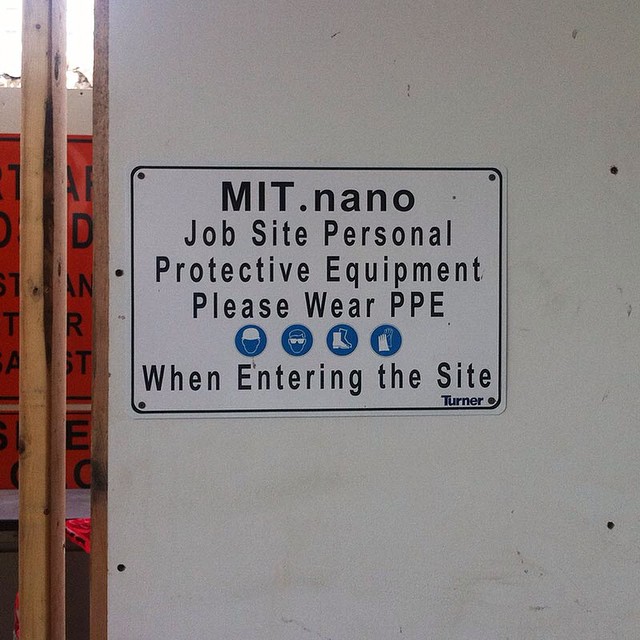 MIT.nano
Job Site Personal
Protective Equipment
Please Wear PPE
When Entering the Site
Turner